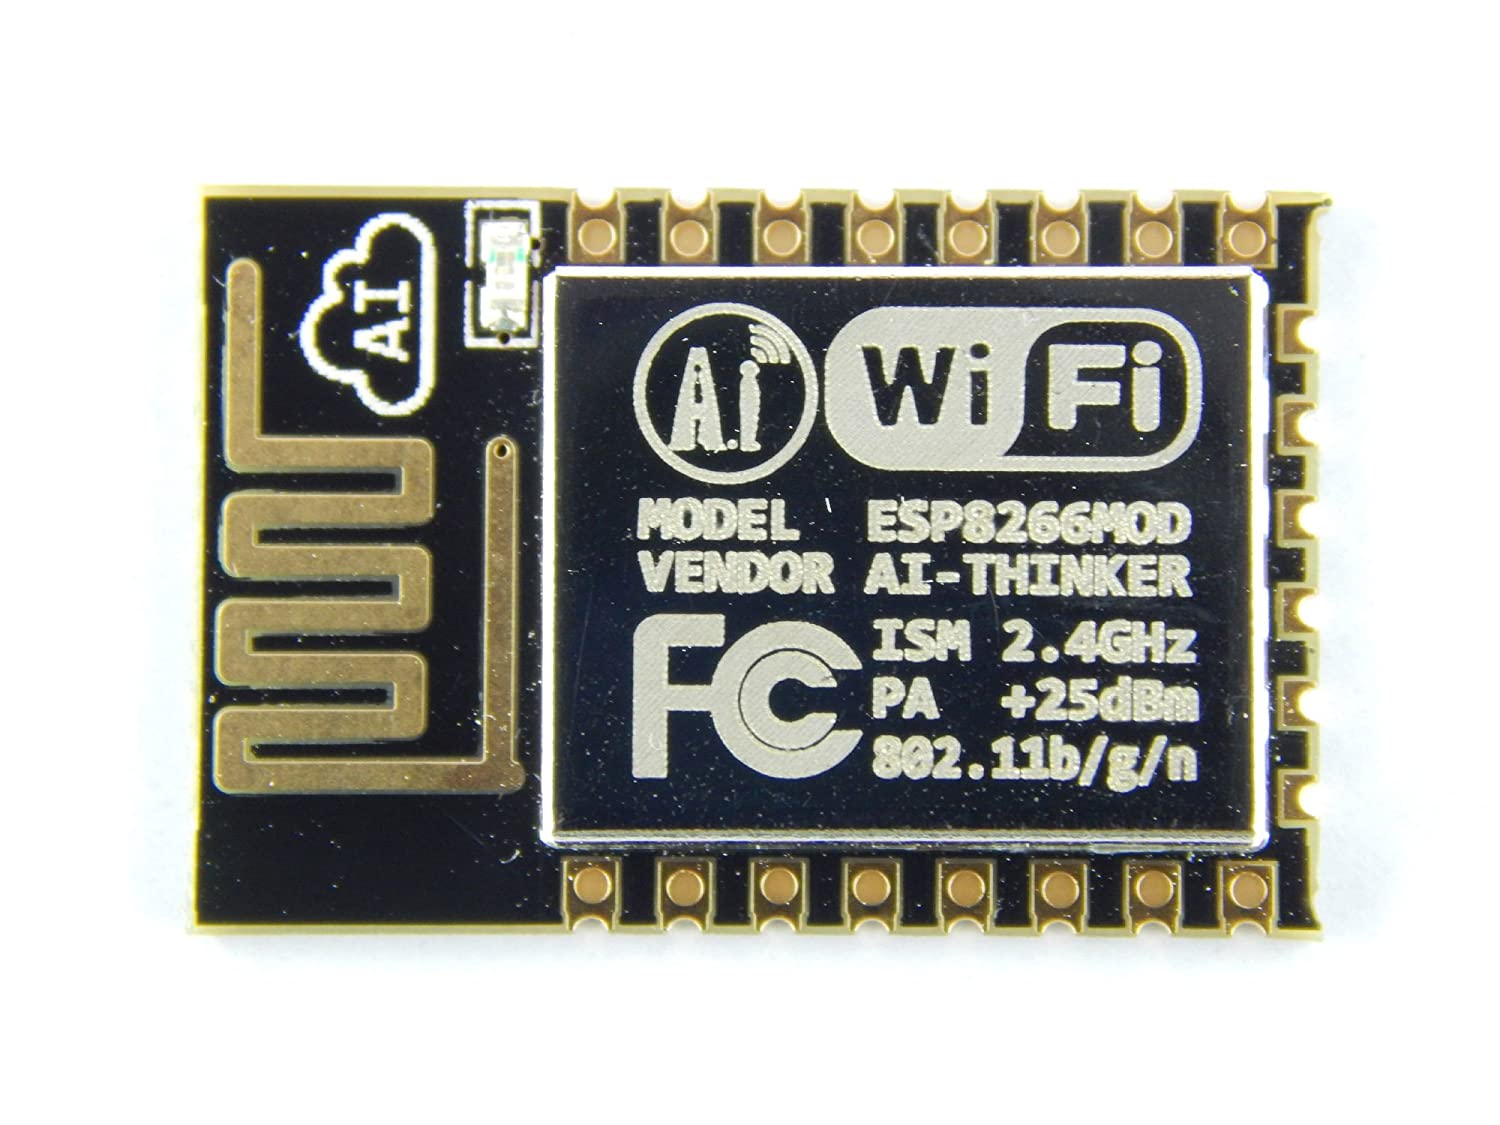 AI
A.i WiFi
MODEL ESP8266MOD
VENDOR AI-THINKER
FC ISM 2.4GHz
PA +25dBm
802.11b/g/n